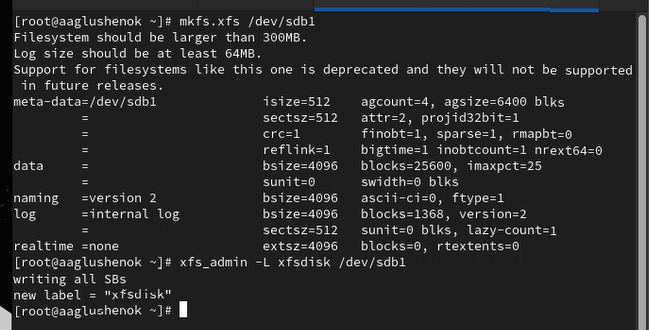 [root@aaglushenok ~]# mkfs.xfs /dev/sdb1
Filesystem should be larger than 300MB.
Log size should be at least 64MB.
Support for filesystems like this one is deprecated and they will not be supported
 in future releases.
meta-data=/dev/sdb1              isize=512    agcount=4, agsize=6400 blks
         =                       sectsz=512   attr=2, projid32bit=1
         =                       crc=1        finobt=1, sparse=1, rmapbt=0
         =                       reflink=1    bigtime=1 inobtcount=1 nrext64=0
data     =                       bsize=4096   blocks=25600, imaxpct=25
         =                       sunit=0      swidth=0 blks
naming   =version 2              bsize=4096   ascii-ci=0, ftype=1
log      =internal log           bsize=4096   blocks=1368, version=2
         =                       sectsz=512   sunit=0 blks, lazy-count=1
realtime =none                   extsz=4096   blocks=0, rtextents=0
[root@aaglushenok ~]# xfs_admin -L xfsdisk /dev/sdb1
writing all SBs
new label = "xfsdisk"
[root@aaglushenok ~]#